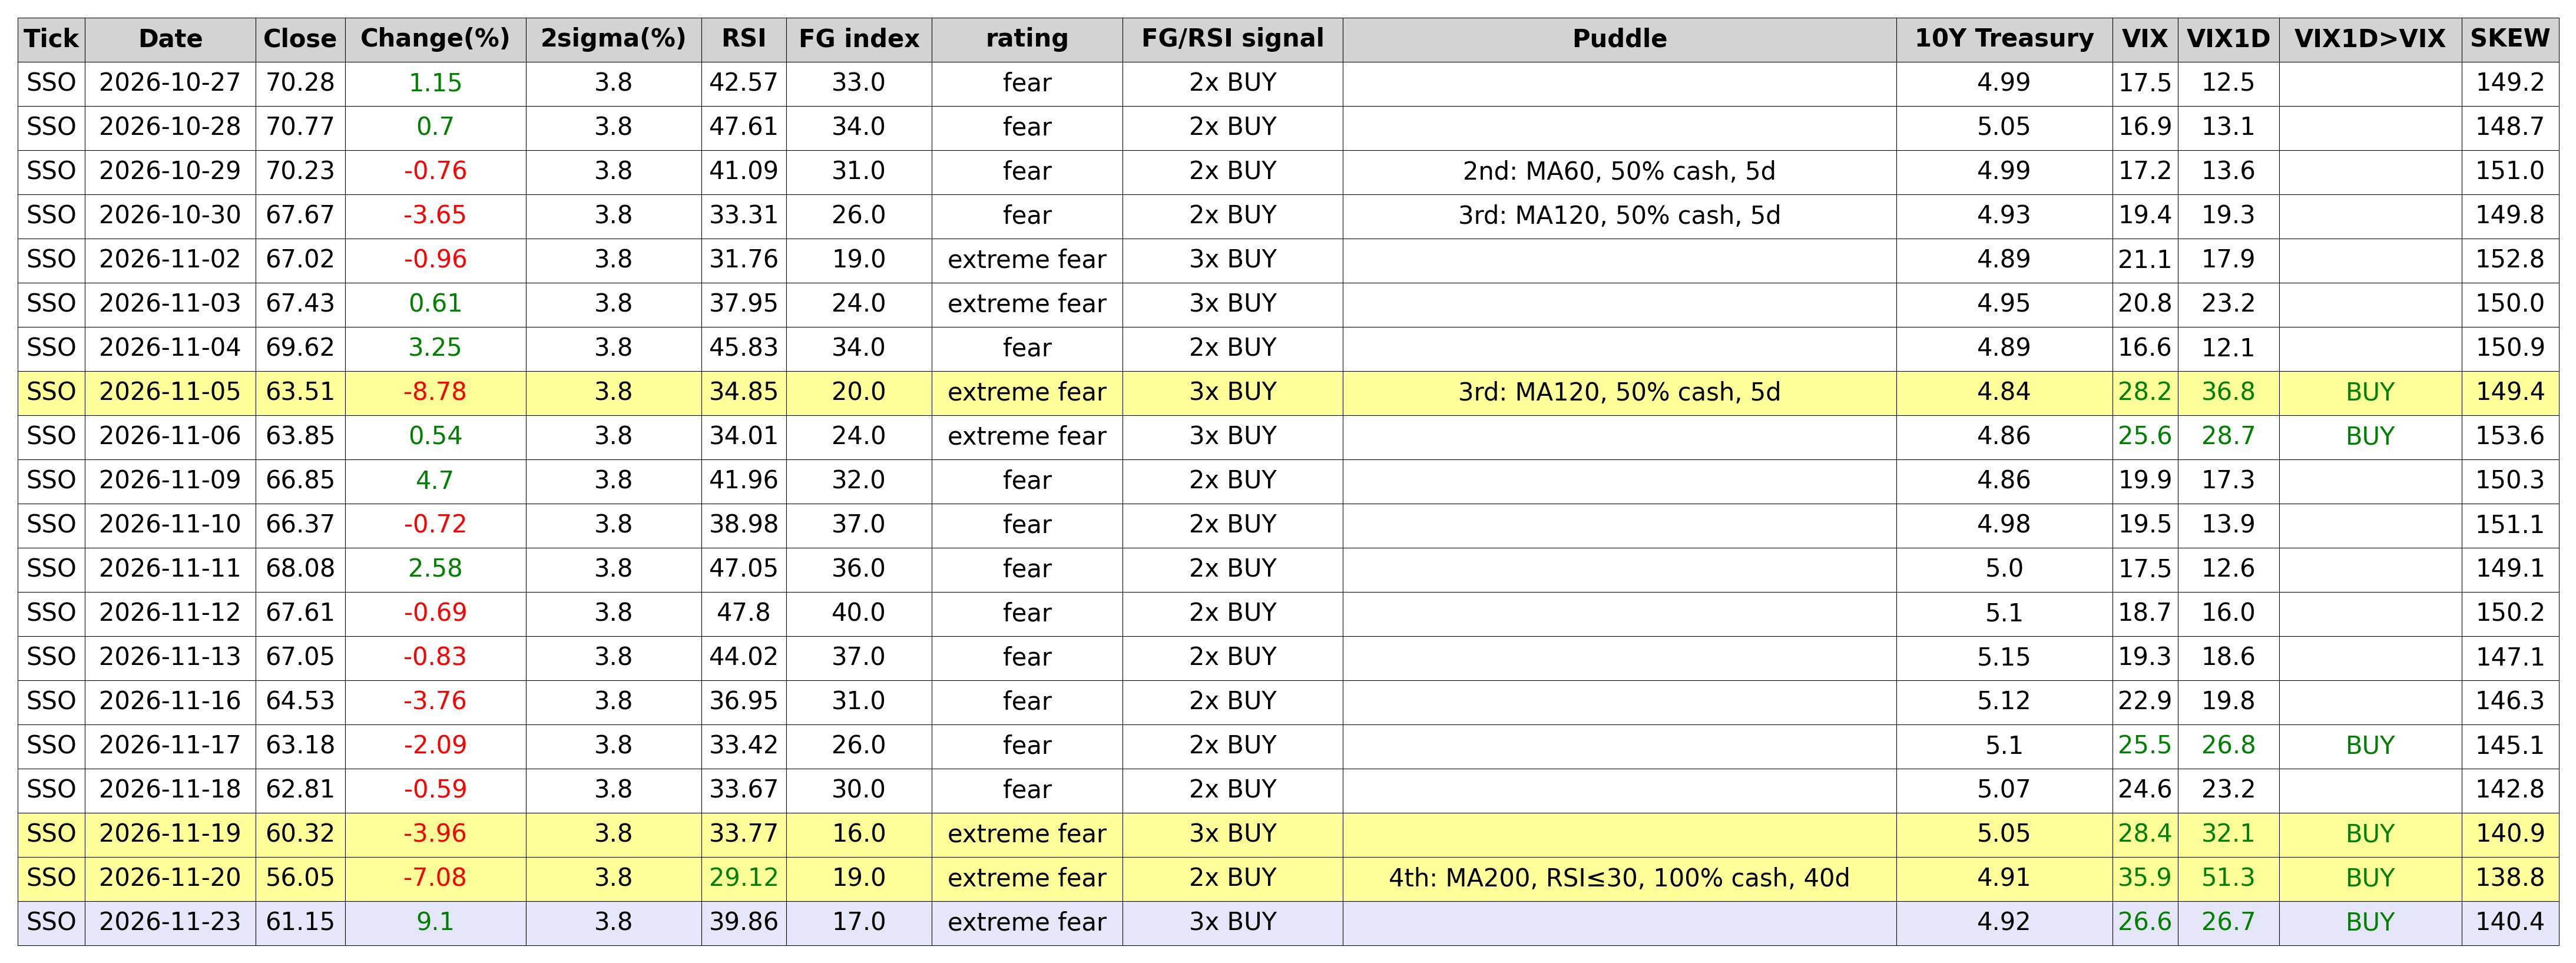 Tick Date Close Change(%) 2sigma(%) RSI FG index rating FG/RSI signal Puddle 10Y Treasury VIX VIX1D VIX1D>VIX SKEW
SSO 2026-10-27 70.28 1.15 3.8 42.57 33.0 fear 2x BUY 4.99 17.5 12.5 149.2
SSO 2026-10-28 70.77 0.7 3.8 47.61 34.0 fear 2x BUY 5.05 16.9 13.1 148.7
SSO 2026-10-29 70.23 -0.76 3.8 41.09 31.0 fear 2x BUY 2nd: MA60, 50% cash, 5d 4.99 17.2 13.6 151.0
SSO 2026-10-30 67.67 -3.65 3.8 33.31 26.0 fear 2x BUY 3rd: MA120, 50% cash, 5d 4.93 19.4 19.3 149.8
SSO 2026-11-02 67.02 -0.96 3.8 31.76 19.0 extreme fear 3x BUY 4.89 21.1 17.9 152.8
SSO 2026-11-03 67.43 0.61 3.8 37.95 24.0 extreme fear 3x BUY 4.95 20.8 23.2 150.0
SSO 2026-11-04 69.62 3.25 3.8 45.83 34.0 fear 2x BUY 4.89 16.6 12.1 150.9
SSO 2026-11-05 63.51 -8.78 3.8 34.85 20.0 extreme fear 3x BUY 3rd: MA120, 50% cash, 5d 4.84 28.2 36.8 BUY 149.4
SSO 2026-11-06 63.85 0.54 3.8 34.01 24.0 extreme fear 3x BUY 4.86 25.6 28.7 BUY 153.6
SSO 2026-11-09 66.85 4.7 3.8 41.96 32.0 fear 2x BUY 4.86 19.9 17.3 150.3
SSO 2026-11-10 66.37 -0.72 3.8 38.98 37.0 fear 2x BUY 4.98 19.5 13.9 151.1
SSO 2026-11-11 68.08 2.58 3.8 47.05 36.0 fear 2x BUY 5.0 17.5 12.6 149.1
SSO 2026-11-12 67.61 -0.69 3.8 47.8 40.0 fear 2x BUY 5.1 18.7 16.0 150.2
SSO 2026-11-13 67.05 -0.83 3.8 44.02 37.0 fear 2x BUY 5.15 19.3 18.6 147.1
SSO 2026-11-16 64.53 -3.76 3.8 36.95 31.0 fear 2x BUY 5.12 22.9 19.8 146.3
SSO 2026-11-17 63.18 -2.09 3.8 33.42 26.0 fear 2x BUY 5.1 25.5 26.8 BUY 145.1
SSO 2026-11-18 62.81 -0.59 3.8 33.67 30.0 fear 2x BUY 5.07 24.6 23.2 142.8
SSO 2026-11-19 60.32 -3.96 3.8 33.77 16.0 extreme fear 3x BUY 5.05 28.4 32.1 BUY 140.9
SSO 2026-11-20 56.05 -7.08 3.8 29.12 19.0 extreme fear 2x BUY 4th: MA200, RSI≤30, 100% cash, 40d 4.91 35.9 51.3 BUY 138.8
SSO 2026-11-23 61.15 9.1 3.8 39.86 17.0 extreme fear 3x BUY 4.92 26.6 26.7 BUY 140.4